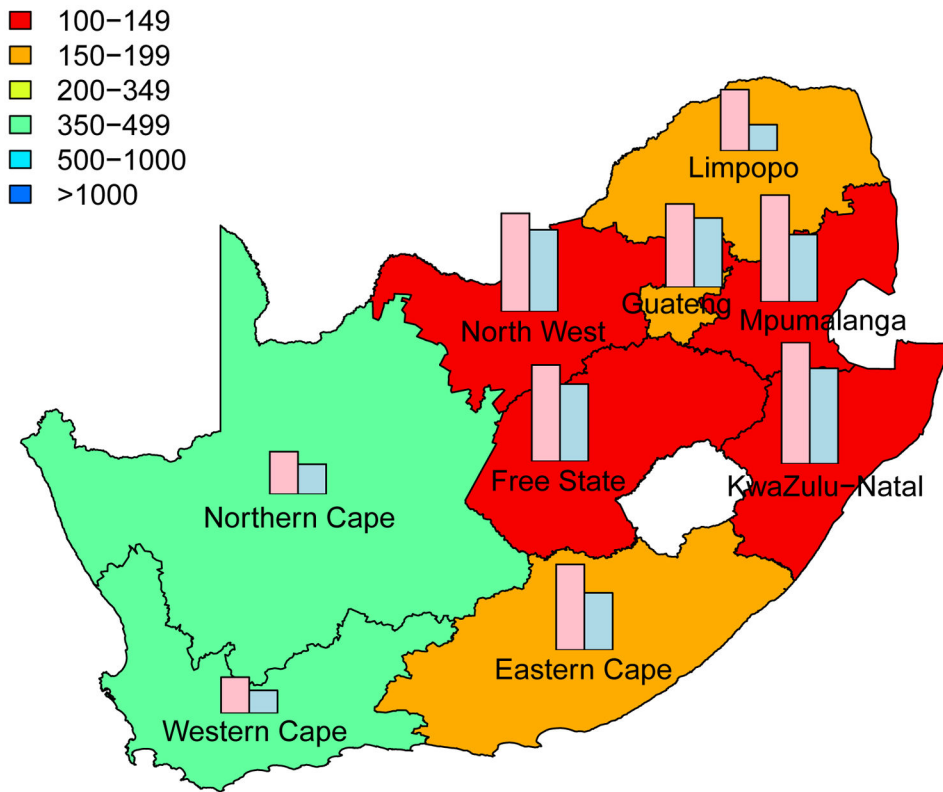 100−149
150−199
200−349
350−499
500−1000
>1000
Limpopo
Guateng
Mpumalanga
North West
Free State
KwaZulu−Natal
Northern Cape
Eastern Cape
Western Cape